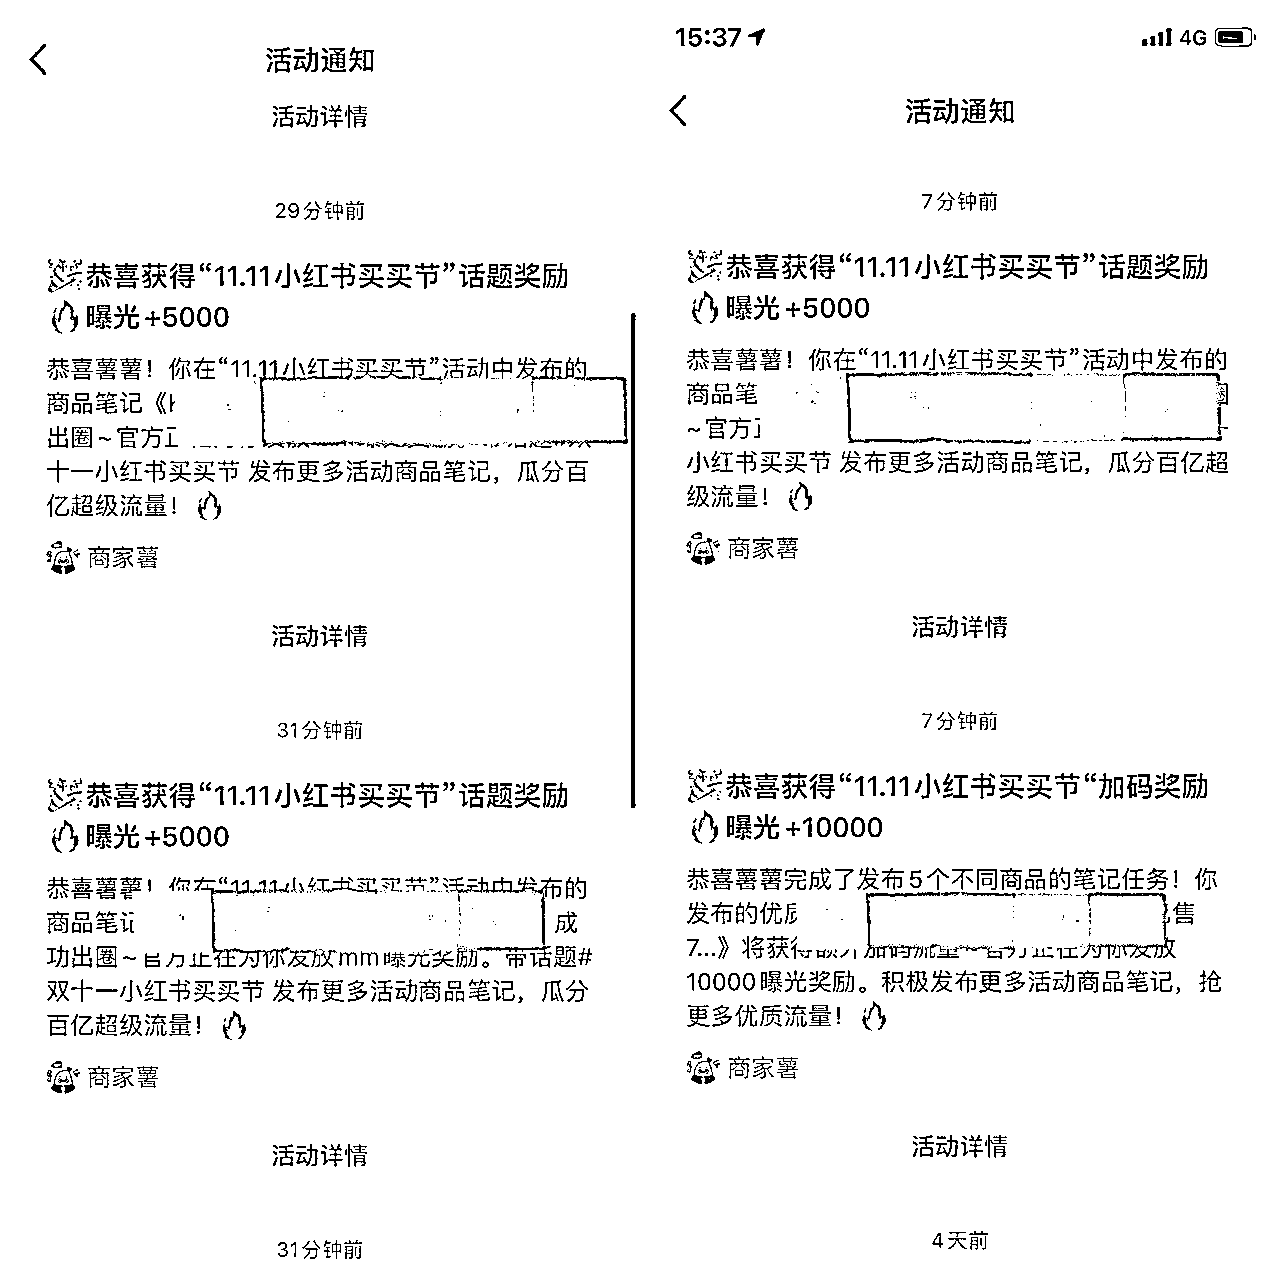 活动通知
活动详情
29分钟前
恭喜获得“11.11小红书买买节”话题奖励
曝光+5000
恭喜薯薯！你在“11.11小红书买买节”活动中发布的
商品笔记《
出圈~官方正
十一小红书买买节 发布更多活动商品笔记，瓜分百
亿超级流量！
商家薯
活动详情
31分钟前
恭喜获得“11.11小红书买买节”话题奖励
曝光+5000
恭喜薯薯！你在“11.11小红书买买节”活动中发布的
商品笔记 成
功出圈~官方正在为你发放mm曝光奖励。带话题#
双十一小红书买买节 发布更多活动商品笔记，瓜分
百亿超级流量！
商家薯
活动详情
31分钟前
15:37 4G
活动通知
7分钟前
恭喜获得“11.11小红书买买节”话题奖励
曝光+5000
恭喜薯薯！你在“11.11小红书买买节”活动中发布的
商品笔 圈
~官方正
小红书买买节 发布更多活动商品笔记，瓜分百亿超
级流量！
商家薯
活动详情
7分钟前
恭喜获得“11.11小红书买买节“加码奖励
曝光+10000
恭喜薯薯完成了发布5个不同商品的笔记任务！你
发布的优质 售
7...》将获得额外加码流量~官方正在为你发放
10000曝光奖励。积极发布更多活动商品笔记，抢
更多优质流量！
商家薯
活动详情
4天前